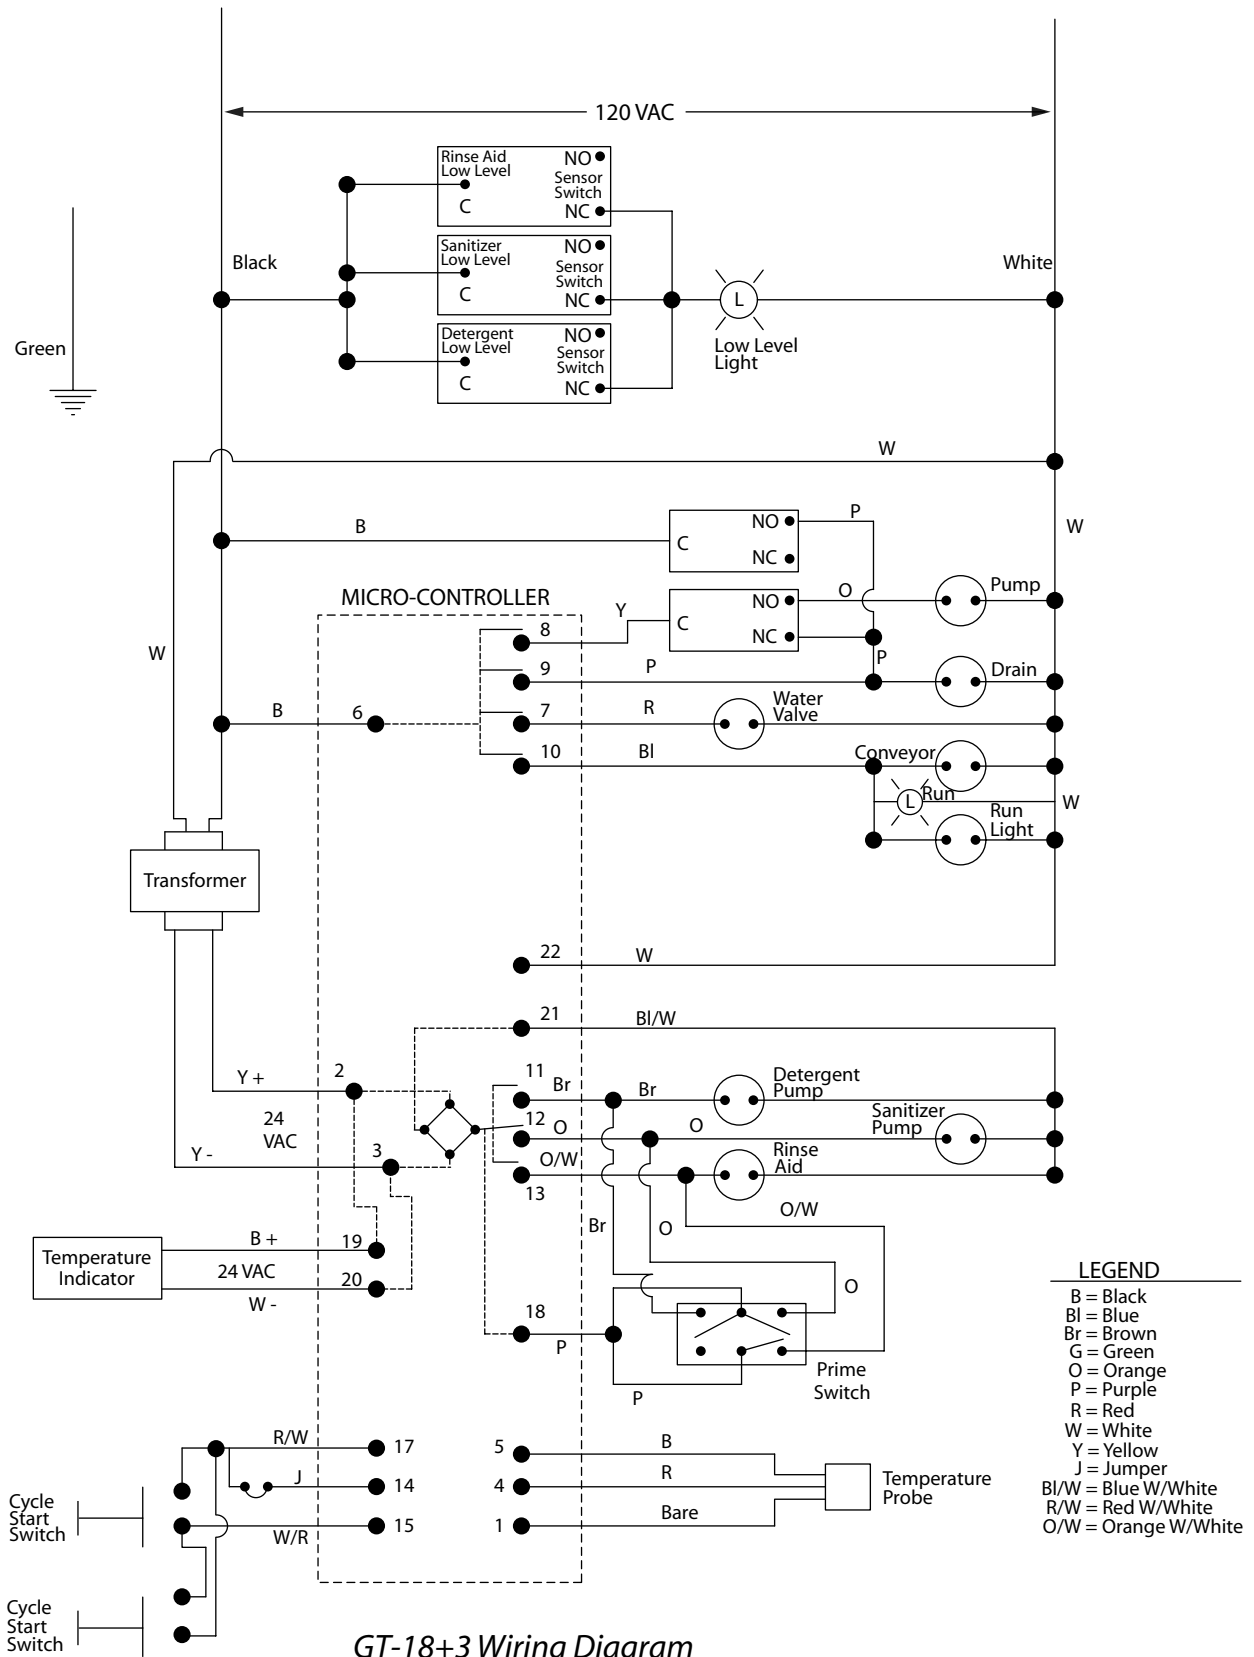 120 VAC
Rinse Aid
Low Level
C
NO
Sensor
Switch
NC
Sanitizer
Low Level
C
NO
Sensor
Switch
NC
Detergent
Low Level
C
NO
Sensor
Switch
NC
Black
White
Green
L
Low Level
Light
W
B
C
NO
NC
P
W
MICRO-CONTROLLER
Y
C
NO
NC
O
Pump
8
W
9
P
P
Drain
B
6
7
R
Water
Valve
10
Bl
Conveyor
L
Run
W
Run
Light
Transformer
22
W
21
Bl/W
Y +
2
11
Br
Br
Detergent
Pump
24
VAC
12
O
O
Sanitizer
Pump
Y -
3
O/W
13
Rinse
Aid
O/W
Br
O
Temperature
Indicator
B +
19
24 VAC
20
W -
O
18
P
P
Prime
Switch
LEGEND
B = Black
Bl = Blue
Br = Brown
G = Green
O = Orange
P = Purple
R = Red
W = White
Y = Yellow
J = Jumper
Bl/W = Blue W/White
R/W = Red W/White
O/W = Orange W/White
R/W
17
J
14
W/R
15
5
B
4
R
1
Bare
Temperature
Probe
Cycle
Start
Switch
Cycle
Start
Switch
GT-18+3 Wiring Diagram